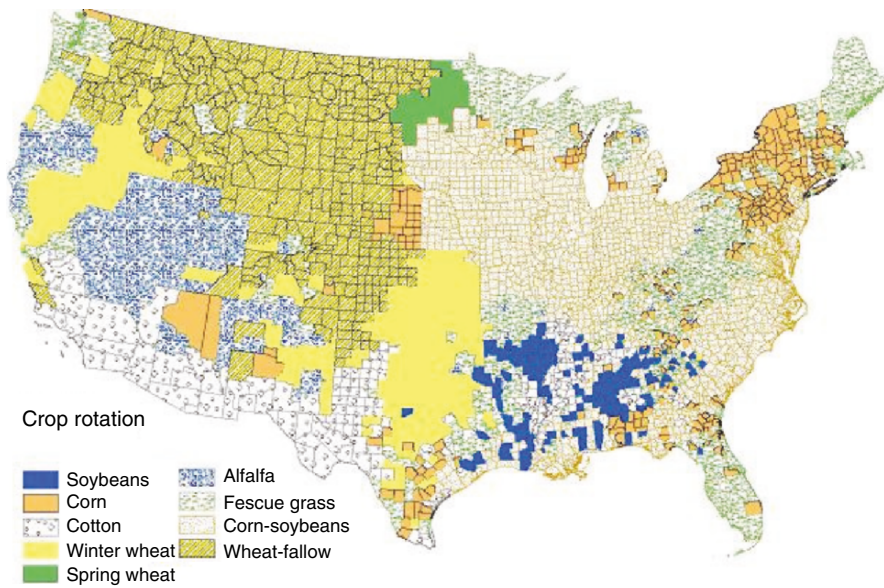 Crop rotation
Soybeans
Corn
Cotton
Winter wheat
Spring wheat
Alfalfa
Fescue grass
Corn-soybeans
Wheat-fallow